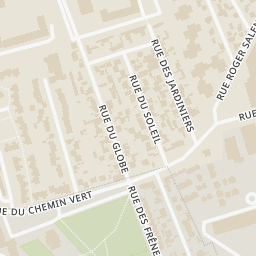 RUE DES JARDINIERS
RUE ROGER SALEN
RUE DU SOLEIL
RUE DU GLOBE
RUE
UE DU CHEMIN VERT
RUE DES FRÊNE